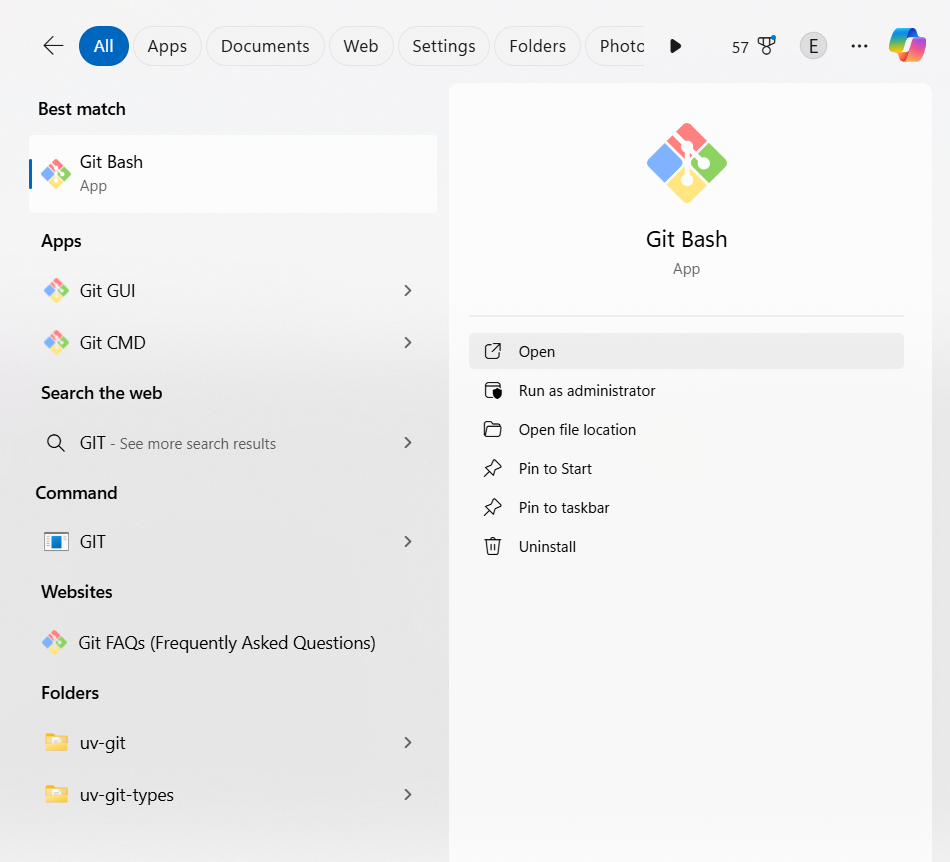 All
Apps
Documents
Web
Settings
Folders
Photo
57
E
Best match
Git Bash
App
Apps
Git GUI
Git CMD
Search the web
GIT - See more search results
Command
GIT
Websites
Git FAQs (Frequently Asked Questions)
Folders
uv-git
uv-git-types
Git Bash
App
Open
Run as administrator
Open file location
Pin to Start
Pin to taskbar
Uninstall